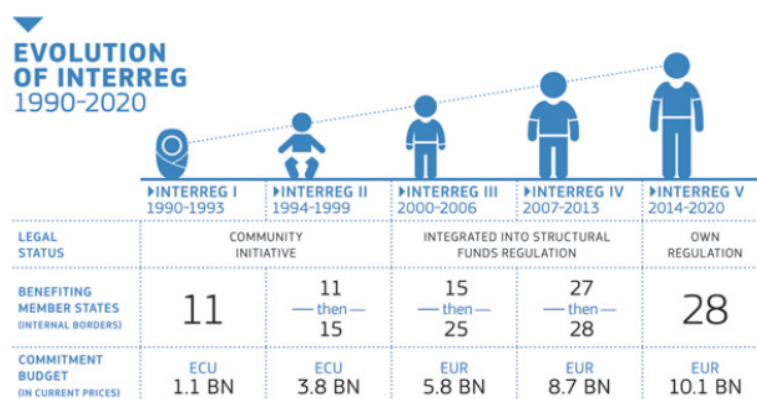 EVOLUTION
OF INTERREG
1990-2020
INTERREG I
1990-1993
INTERREG II
1994-1999
INTERREG III
2000-2006
INTERREG IV
2007-2013
INTERREG V
2014-2020
LEGAL
STATUS
COMMUNITY
INITIATIVE
INTEGRATED INTO STRUCTURAL
FUNDS REGULATION
OWN
REGULATION
BENEFITING
MEMBER STATES
(INTERNAL BORDERS)
11
11
then
15
15
then
25
27
then
28
28
COMMITMENT
BUDGET
(IN CURRENT PRICES)
ECU
1.1 BN
ECU
3.8 BN
EUR
5.8 BN
EUR
8.7 BN
EUR
10.1 BN